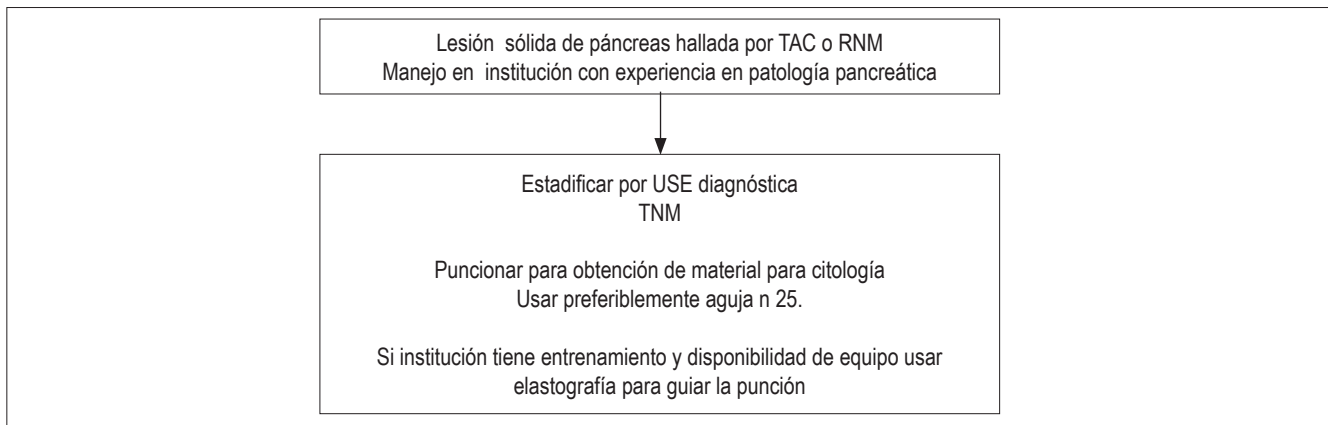 Lesión sólida de páncreas hallada por TAC o RNM
Manejo en institución con experiencia en patología pancreática
Estadificar por USE diagnóstica
TNM
Puncionar para obtención de material para citología
Usar preferiblemente aguja n 25.
Si institución tiene entrenamiento y disponibilidad de equipo usar
elastografía para guiar la punción